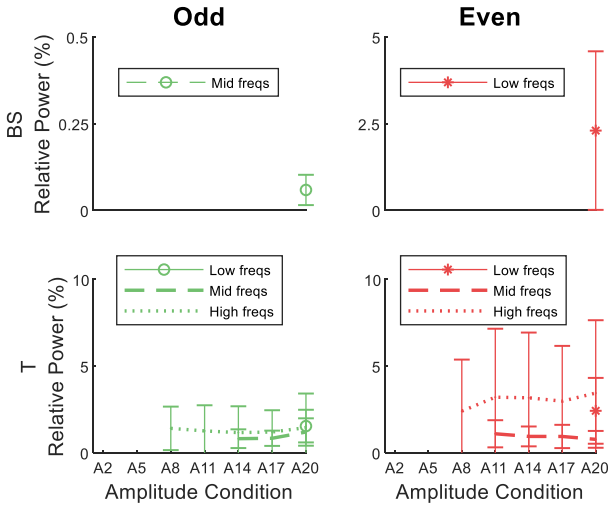 Odd
Even
BS
Relative Power (%)
0.5
0.25
0
Mid freqs
5
2.5
0
Low freqs
T
Relative Power (%)
10
5
0
Low freqs
Mid freqs
High freqs
A2 A5 A8 A11 A14 A17 A20
Amplitude Condition
10
5
0
Low freqs
Mid freqs
High freqs
A2 A5 A8 A11 A14 A17 A20
Amplitude Condition